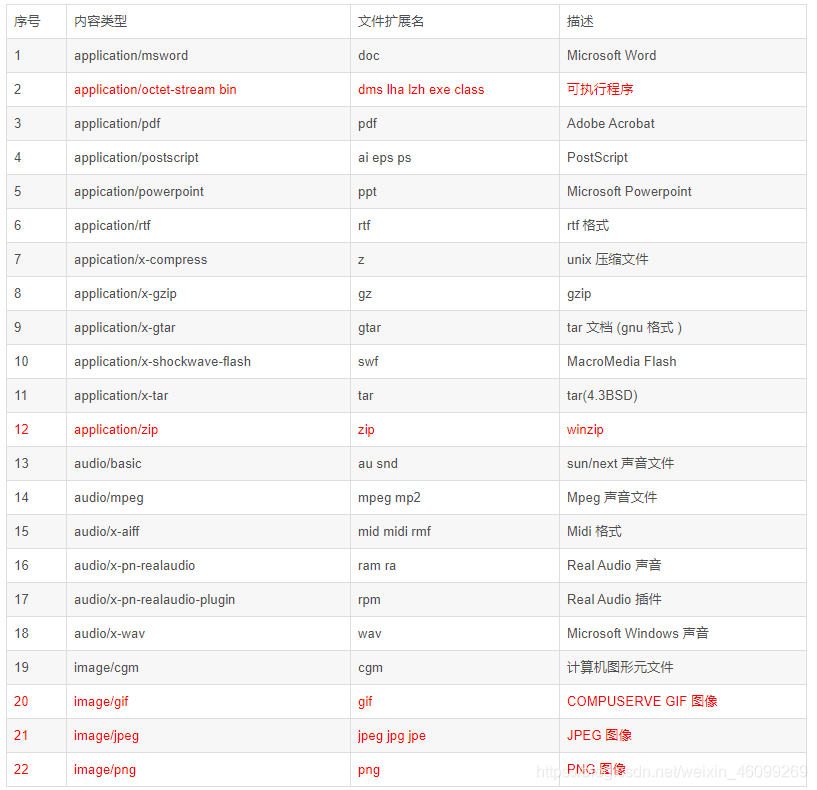 序号 内容类型 文件扩展名 描述
1 application/msword doc Microsoft Word
2 application/octet-stream bin dms lha lzh exe class 可执行程序
3 application/pdf pdf Adobe Acrobat
4 application/postscript ai eps ps PostScript
5 appication/powerpoint ppt Microsoft Powerpoint
6 appication/rtf rtf rtf 格式
7 appication/x-compress z unix 压缩文件
8 application/x-gzip gz gzip
9 application/x-gtar gtar tar 文档 (gnu 格式 )
10 application/x-shockwave-flash swf MacroMedia Flash
11 application/x-tar tar tar(4.3BSD)
12 application/zip zip winzip
13 audio/basic au snd sun/next 声音文件
14 audio/mpeg mpeg mp2 Mpeg 声音文件
15 audio/x-aiff mid midi rmf Midi 格式
16 audio/x-pn-realaudio ram ra Real Audio 声音
17 audio/x-pn-realaudio-plugin rpm Real Audio 插件
18 audio/x-wav wav Microsoft Windows 声音
19 image/cgm cgm 计算机图形元文件
20 image/gif gif COMPUSERVE GIF 图像
21 image/jpeg jpeg jpg jpe JPEG 图像
22 image/png png PNG 图像
https://blog.csdn.net/weixin_46099269